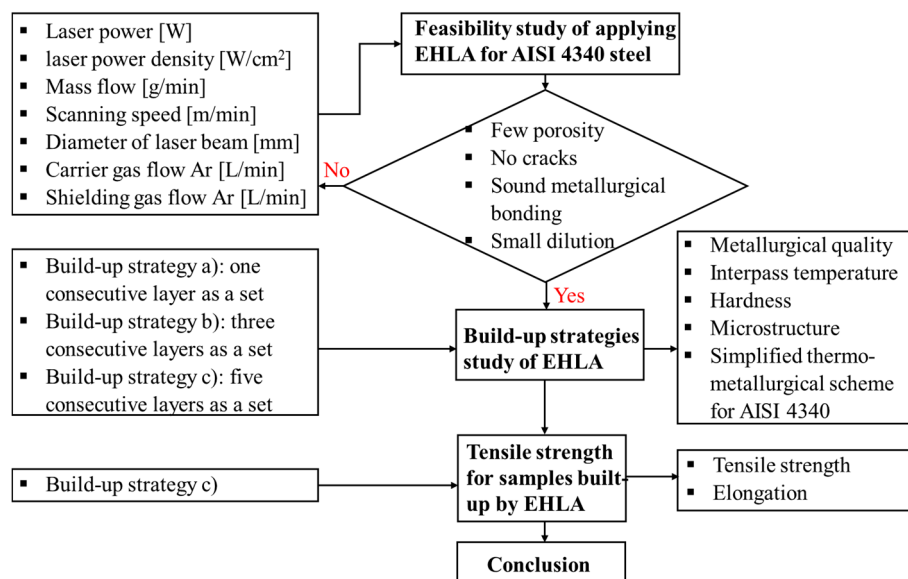 ▪ Laser power [W]
▪ laser power density [W/cm²]
▪ Mass flow [g/min]
▪ Scanning speed [m/min]
▪ Diameter of laser beam [mm]
▪ Carrier gas flow Ar [L/min]
▪ Shielding gas flow Ar [L/min]
Feasibility study of applying
EHLA for AISI 4340 steel
▪ Few porosity
▪ No cracks
▪ Sound metallurgical
bonding
▪ Small dilution
No
Yes
▪ Build-up strategy a): one
consecutive layer as a set
▪ Build-up strategy b): three
consecutive layers as a set
▪ Build-up strategy c): five
consecutive layers as a set
Build-up strategies
study of EHLA
▪ Metallurgical quality
▪ Interpass temperature
▪ Hardness
▪ Microstructure
▪ Simplified thermo-
metallurgical scheme
for AISI 4340
▪ Build-up strategy c)
Tensile strength
for samples built-
up by EHLA
▪ Tensile strength
▪ Elongation
Conclusion